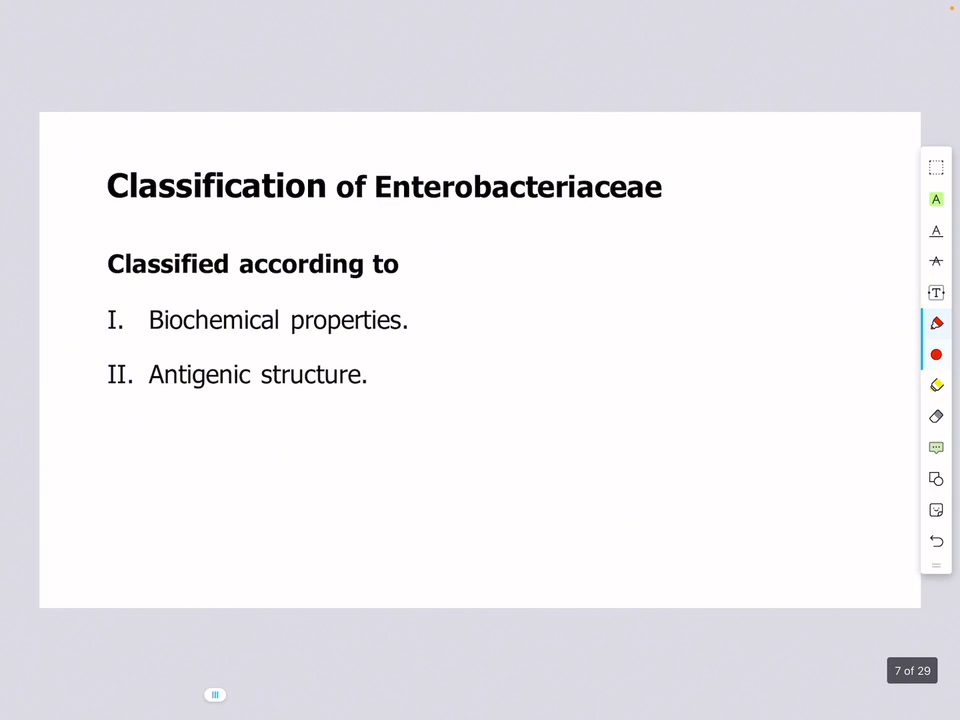 Classification of Enterobacteriaceae
Classified according to
I. Biochemical properties.
II. Antigenic structure.
A
A
A
T
7 of 29